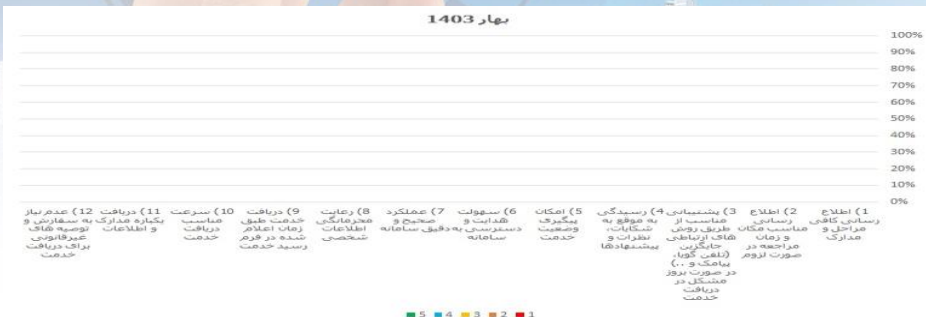 بهار 1403
100%
90%
80%
70%
60%
50%
40%
30%
20%
10%
0%
1) اطلاع
رسانی کافی
مراحل و
مدارک
2) اطلاع
رسانی
مناسب مکان
و زمان
مراجعه در
صورت لزوم
3) پشتیبانی
مناسب از
طریق روش
های ارتباطی
جایگزین
(تلفن گویا،
پیامک و ..)
در صورت بروز
مشکل در
دریافت
خدمت
4) رسیدگی
به موقع به
شکایات،
نظرات و
پیشنهادها
5) امکان
پیگیری
وضعیت
خدمت
6) سهولت
هدایت و
دسترسی به
سامانه
7) عملکرد
صحیح و
دقیق سامانه
8) رعایت
محرمانگی
اطلاعات
شخصی
9) دریافت
خدمت طبق
زمان اعلام
شده در فرم
رسید خدمت
10) سرعت
مناسب
دریافت
خدمت
11) دریافت
یکباره مدارک
و اطلاعات
12) عدم نیاز
به سفارش و
توصیه های
غیرقانونی
برای دریافت
خدمت
5 4 3 2 1